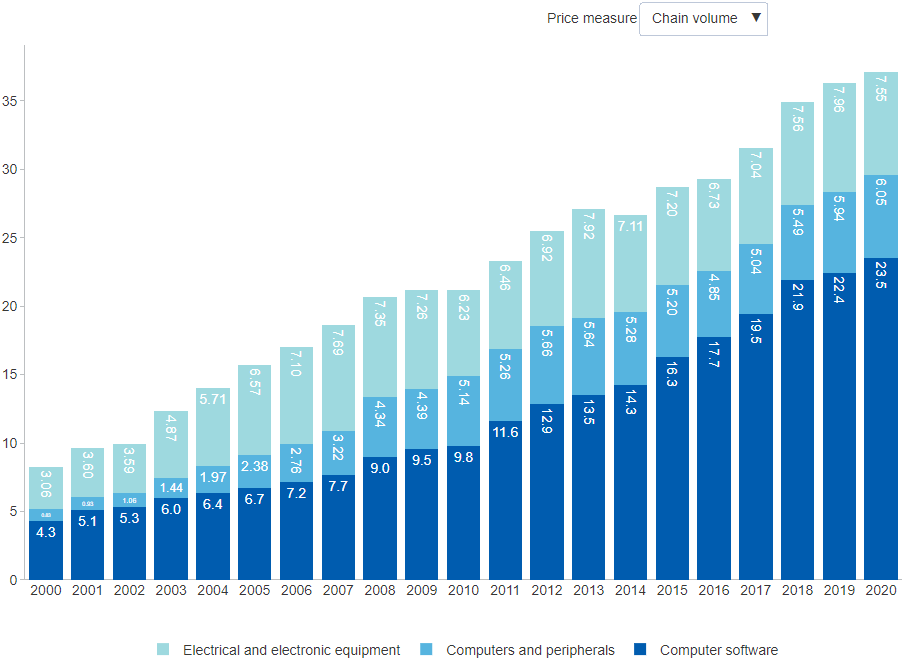 Price measure Chain volume ▼
35
30
25
20
15
10
5
0
3.06 3.60 3.59 4.87 5.71 6.57 7.10 7.69 7.35 7.26 6.23 6.46 6.92 7.92 7.11 7.20 6.73 7.04 7.56 7.96 7.55
0.93 1.06 1.44 1.97 2.38 2.76 3.22 4.34 4.39 5.14 5.26 5.66 5.64 5.28 5.20 4.85 5.04 5.49 5.94 6.05
4.3 5.1 5.3 6.0 6.4 6.7 7.2 7.7 9.0 9.5 9.8 11.6 12.9 13.5 14.3 16.3 17.7 19.5 21.9 22.4 23.5
2000 2001 2002 2003 2004 2005 2006 2007 2008 2009 2010 2011 2012 2013 2014 2015 2016 2017 2018 2019 2020
Electrical and electronic equipment Computers and peripherals Computer software